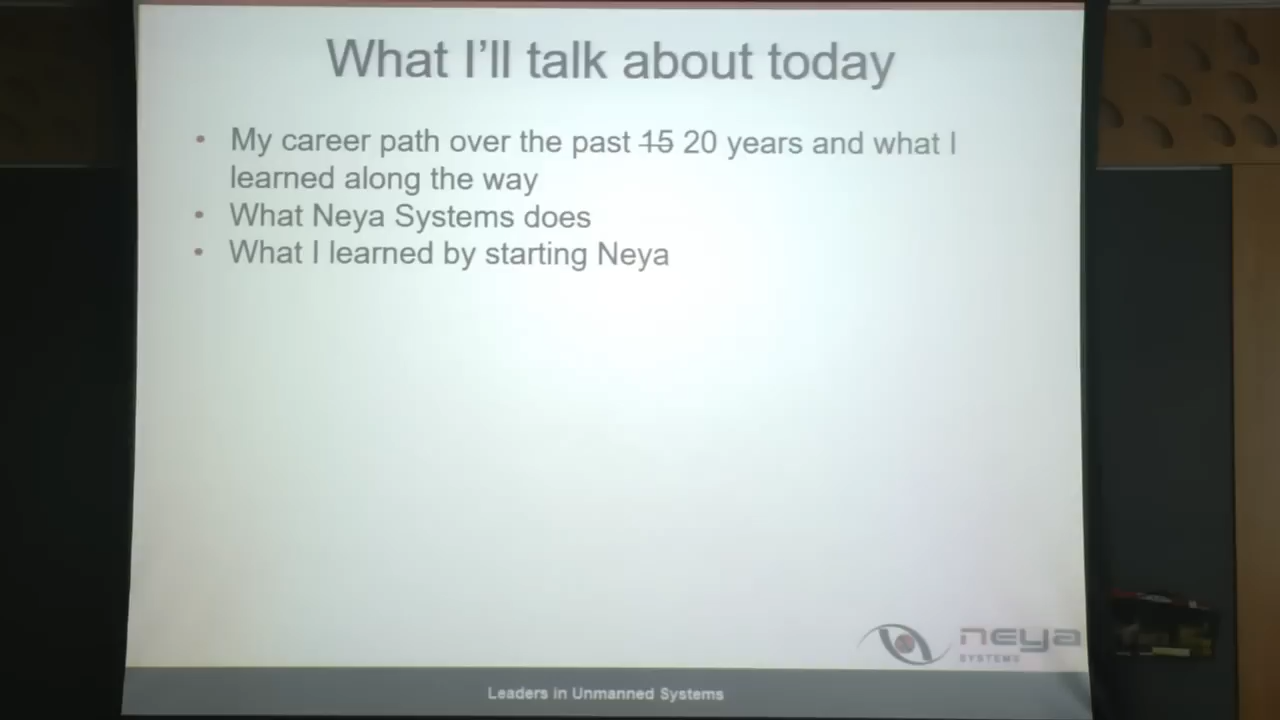 What I'll talk about today
• My career path over the past 15 20 years and what I
learned along the way
• What Neya Systems does
• What I learned by starting Neya
neya
SYSTEMS
Leaders in Unmanned Systems